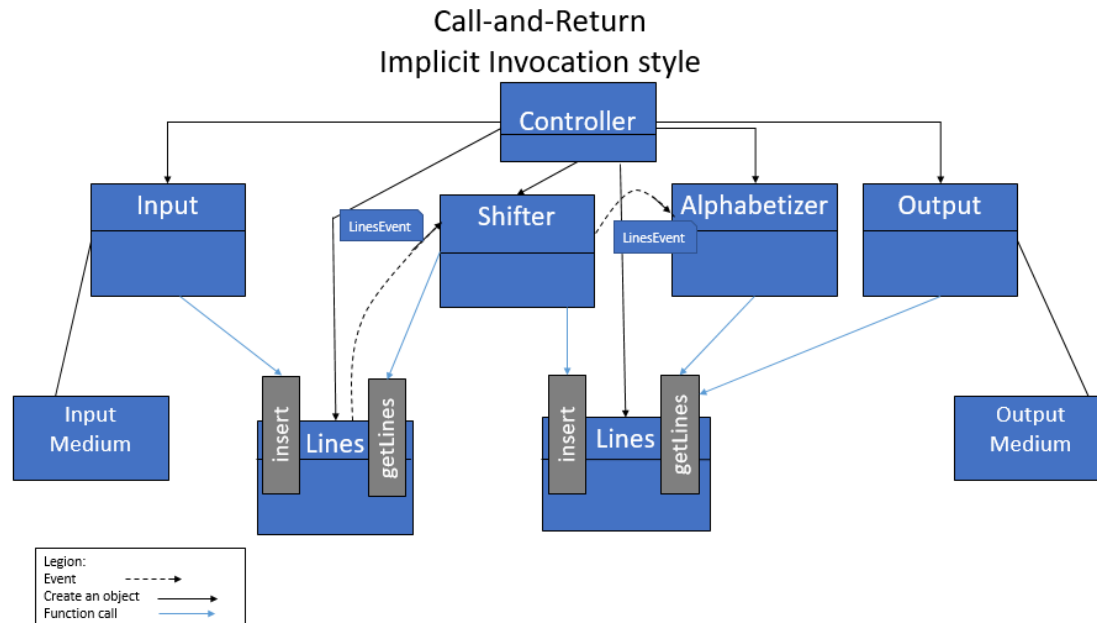 Call-and-Return
Implicit Invocation style
Controller
Input
Shifter
Alphabetizer
Output
LinesEvent
LinesEvent
Input
Medium
insert
Lines
getLines
insert
Lines
getLines
Output
Medium
Legion:
Event
Create an object
Function call